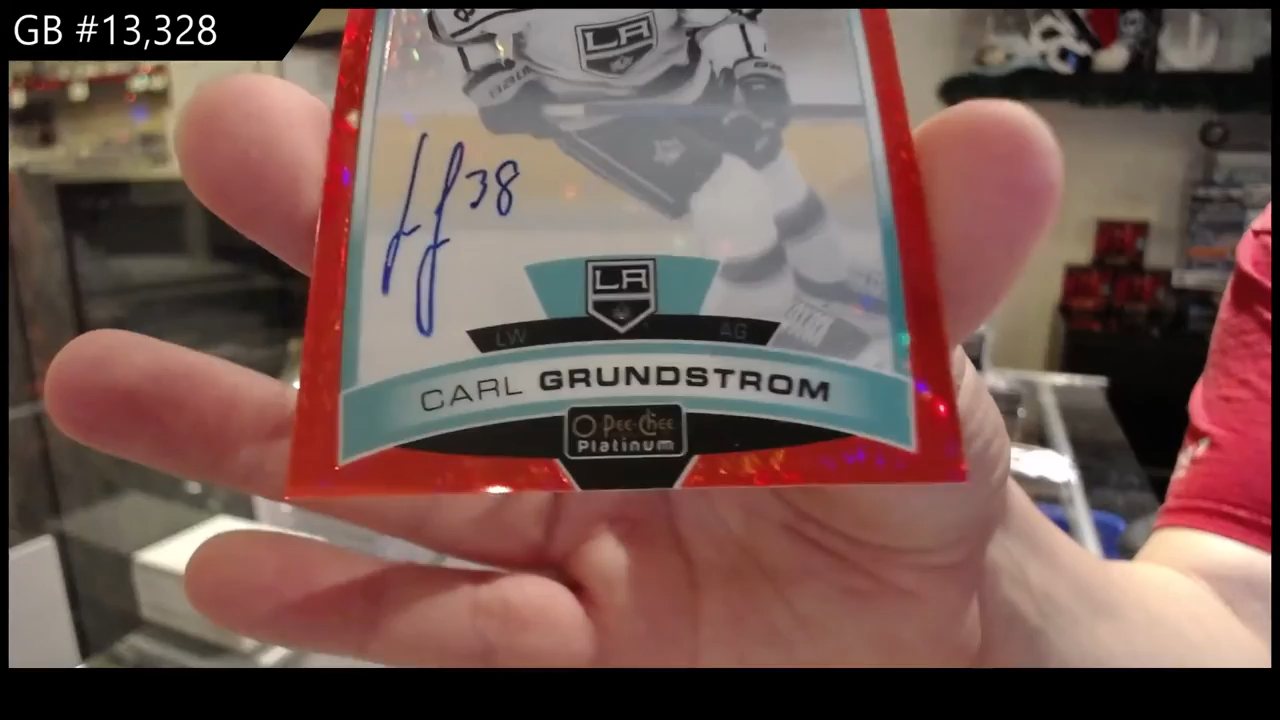 GB #13,328
LA
38
LA
LW AG
CARL GRUNDSTROM
O PEE-CHEE
PLATINUM